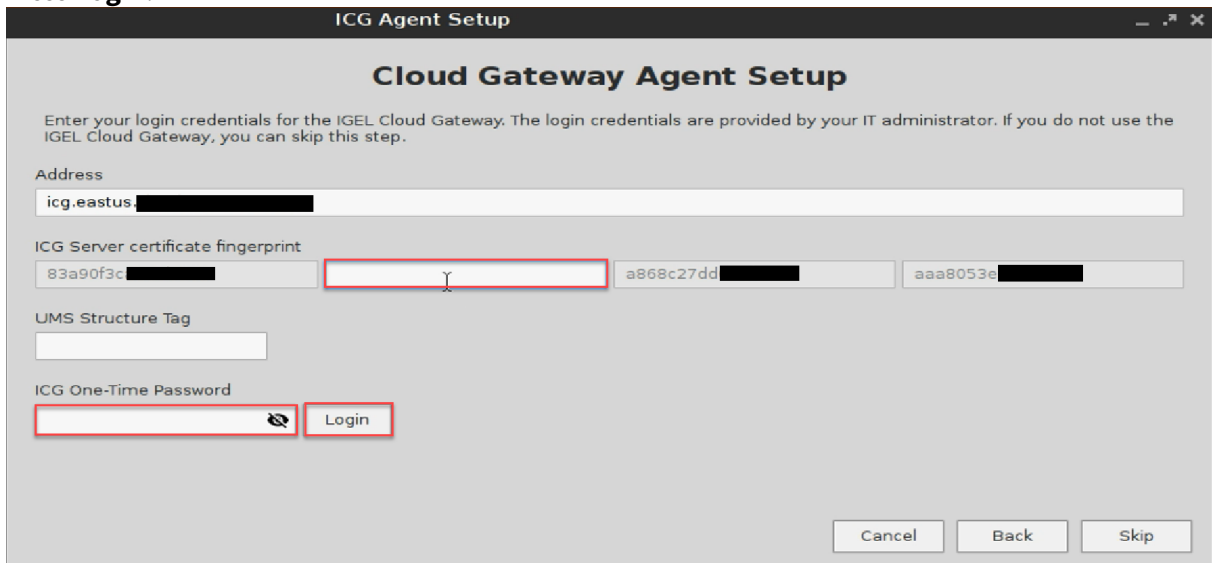 ICG Agent Setup
Cloud Gateway Agent Setup
Enter your login credentials for the IGEL Cloud Gateway. The login credentials are provided by your IT administrator. If you do not use the
IGEL Cloud Gateway, you can skip this step.
Address
icg.eastus.
ICG Server certificate fingerprint
83a90f3c a868c27dd aaa8053e
UMS Structure Tag
ICG One-Time Password
Login
Cancel Back Skip